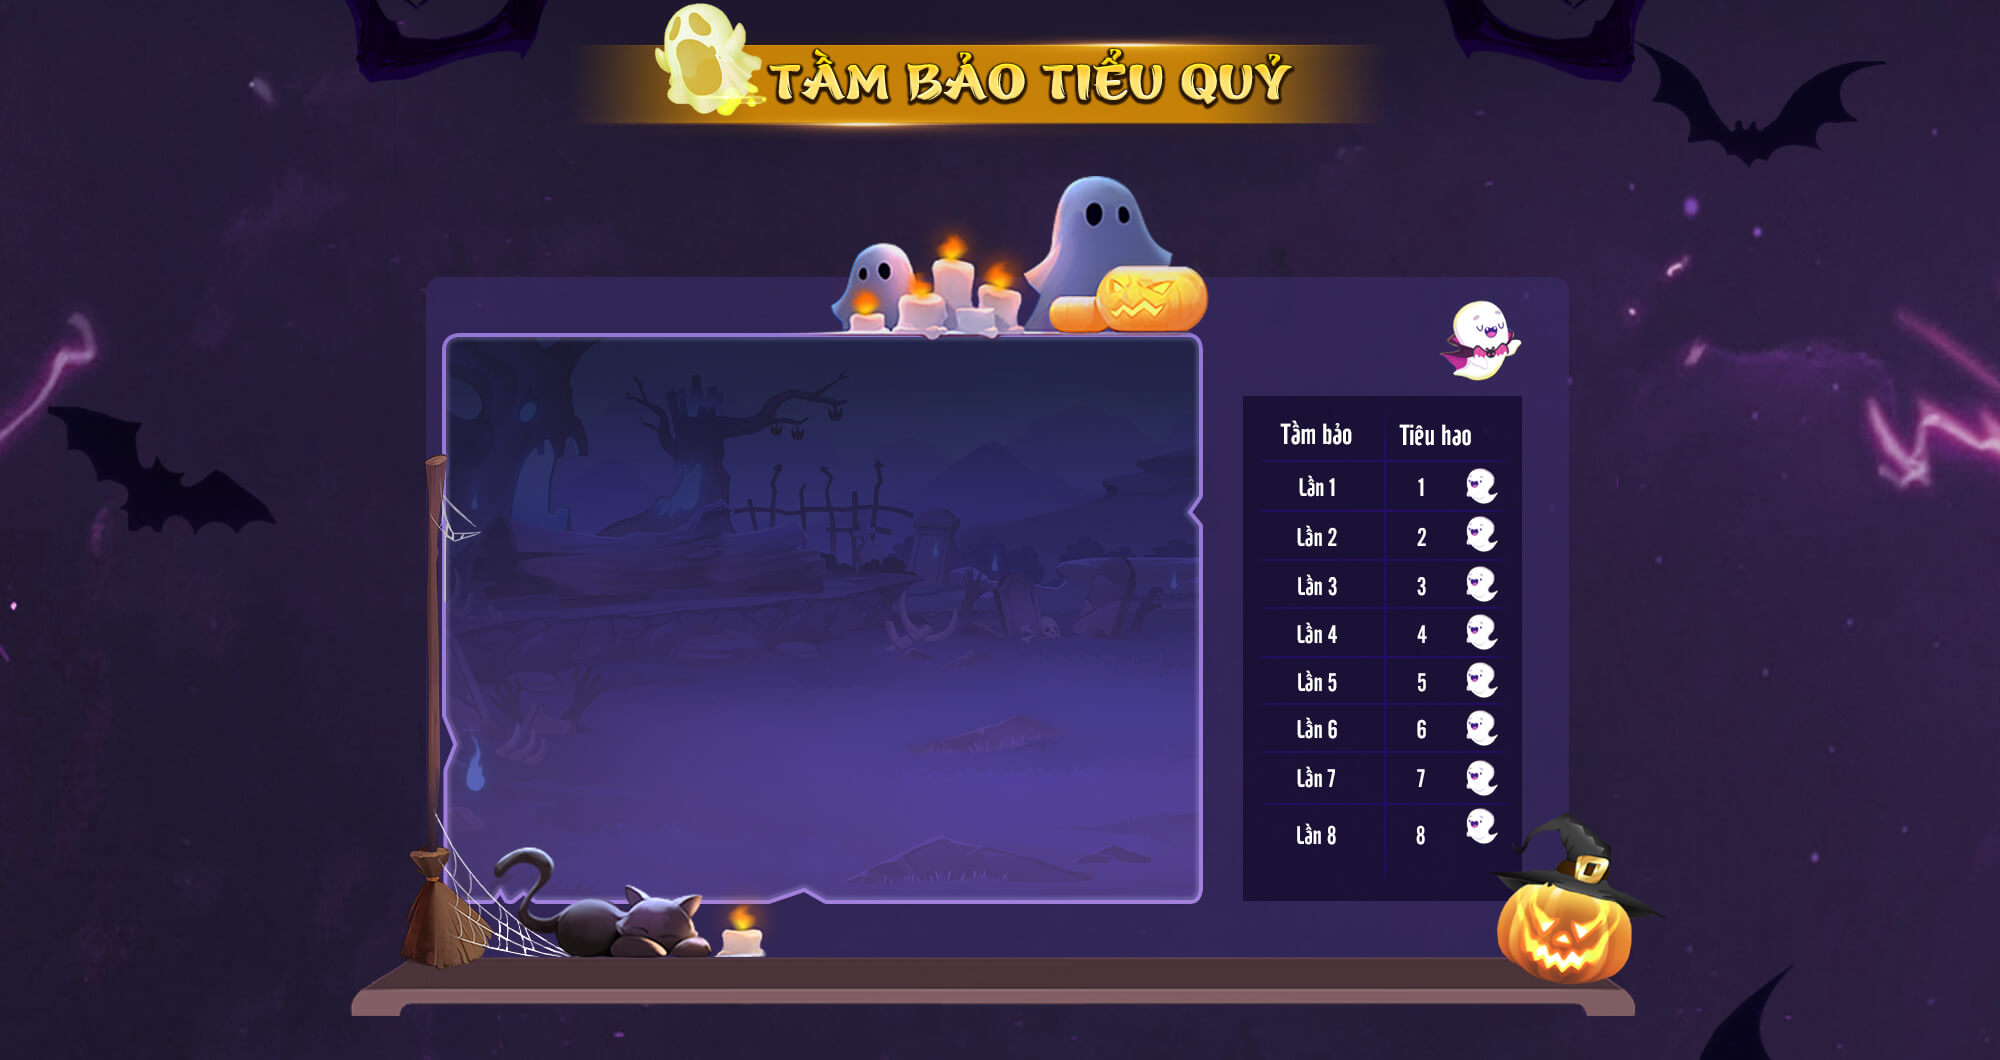 TẦM BẢO TIỂU QUỶ
Tầm bảo Tiêu hao
Lần 1 1
Lần 2 2
Lần 3 3
Lần 4 4
Lần 5 5
Lần 6 6
Lần 7 7
Lần 8 8